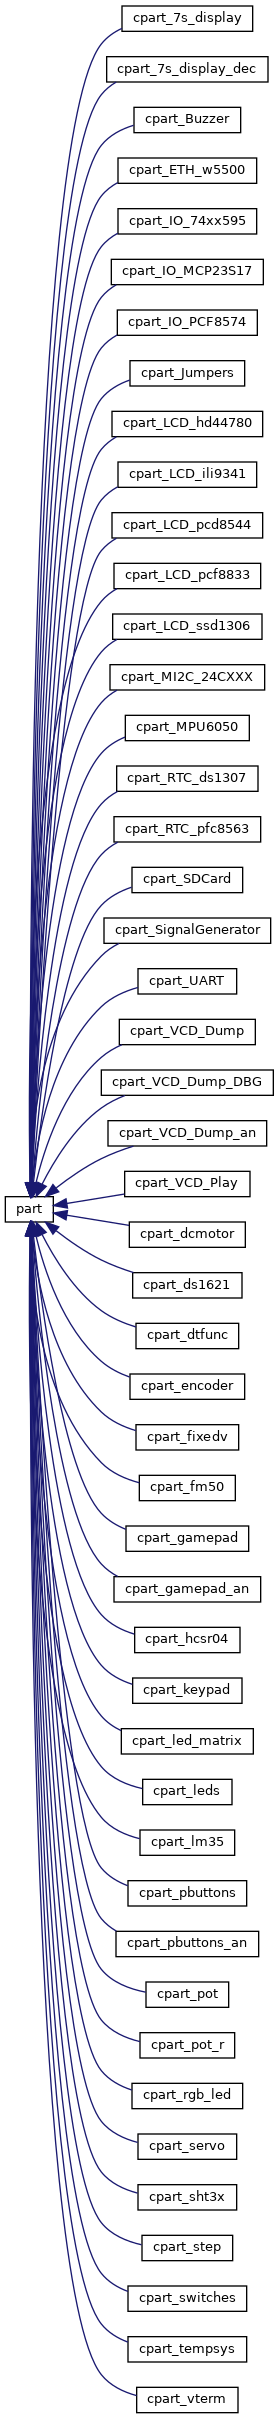 cpart_7s_display
cpart_7s_display_dec
cpart_Buzzer
cpart_ETH_w5500
cpart_IO_74xx595
cpart_IO_MCP23S17
cpart_IO_PCF8574
cpart_Jumpers
cpart_LCD_hd44780
cpart_LCD_ili9341
cpart_LCD_pcd8544
cpart_LCD_pcf8833
cpart_LCD_ssd1306
cpart_MI2C_24CXXX
cpart_MPU6050
cpart_RTC_ds1307
cpart_RTC_pfc8563
cpart_SDCard
cpart_SignalGenerator
cpart_UART
cpart_VCD_Dump
cpart_VCD_Dump_DBG
cpart_VCD_Dump_an
cpart_VCD_Play
part
cpart_dcmotor
cpart_ds1621
cpart_dtfunc
cpart_encoder
cpart_fixedv
cpart_fm50
cpart_gamepad
cpart_gamepad_an
cpart_hcsr04
cpart_keypad
cpart_led_matrix
cpart_leds
cpart_lm35
cpart_pbuttons
cpart_pbuttons_an
cpart_pot
cpart_pot_r
cpart_rgb_led
cpart_servo
cpart_sht3x
cpart_step
cpart_switches
cpart_tempsys
cpart_vterm